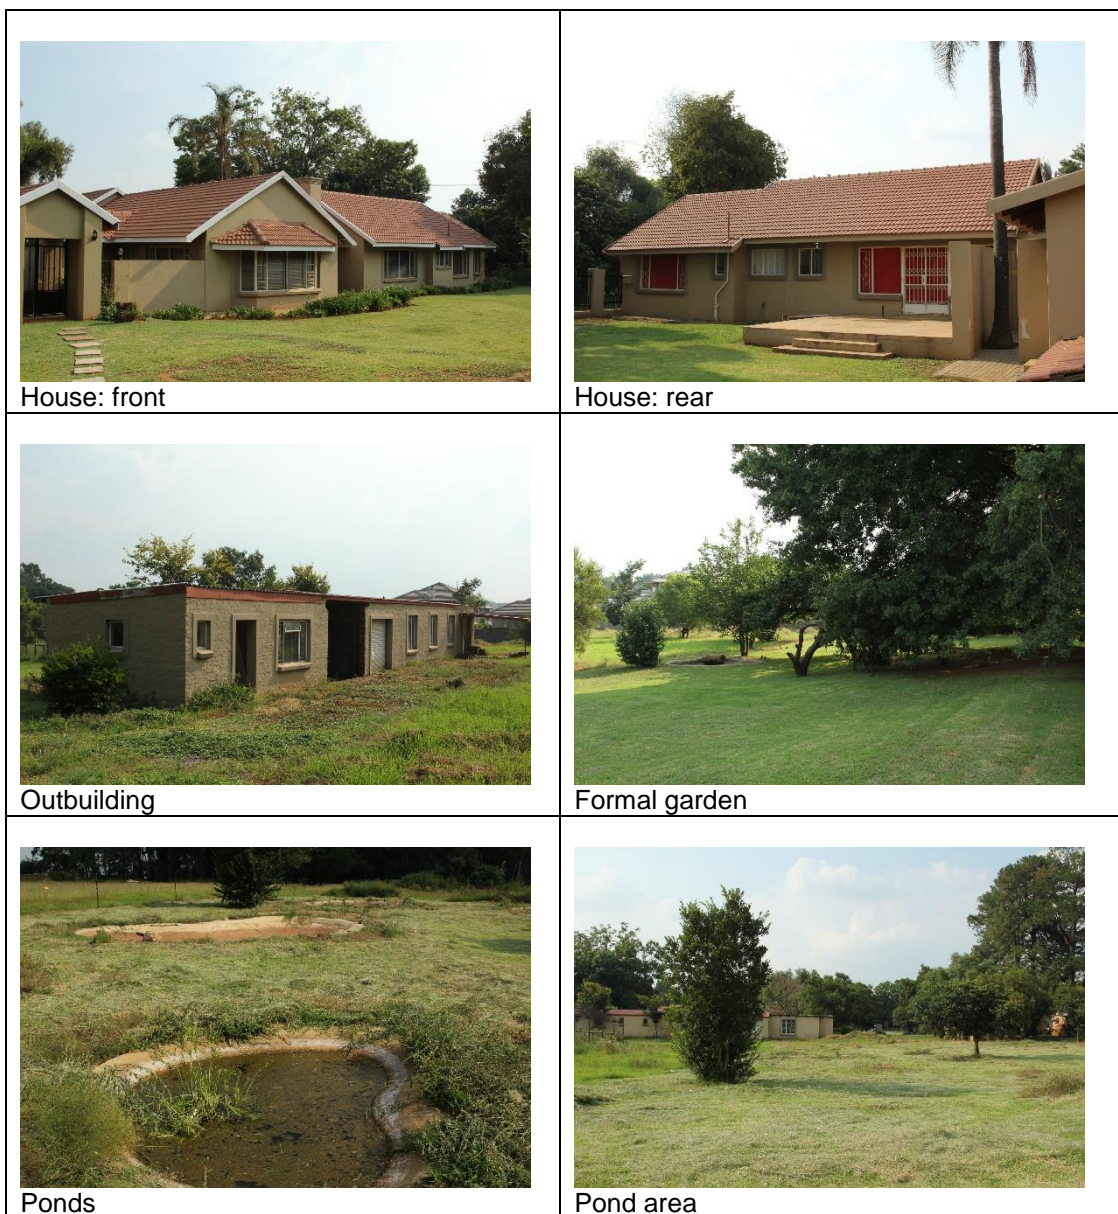 House: front
House: rear
Outbuilding
Formal garden
Ponds
Pond area